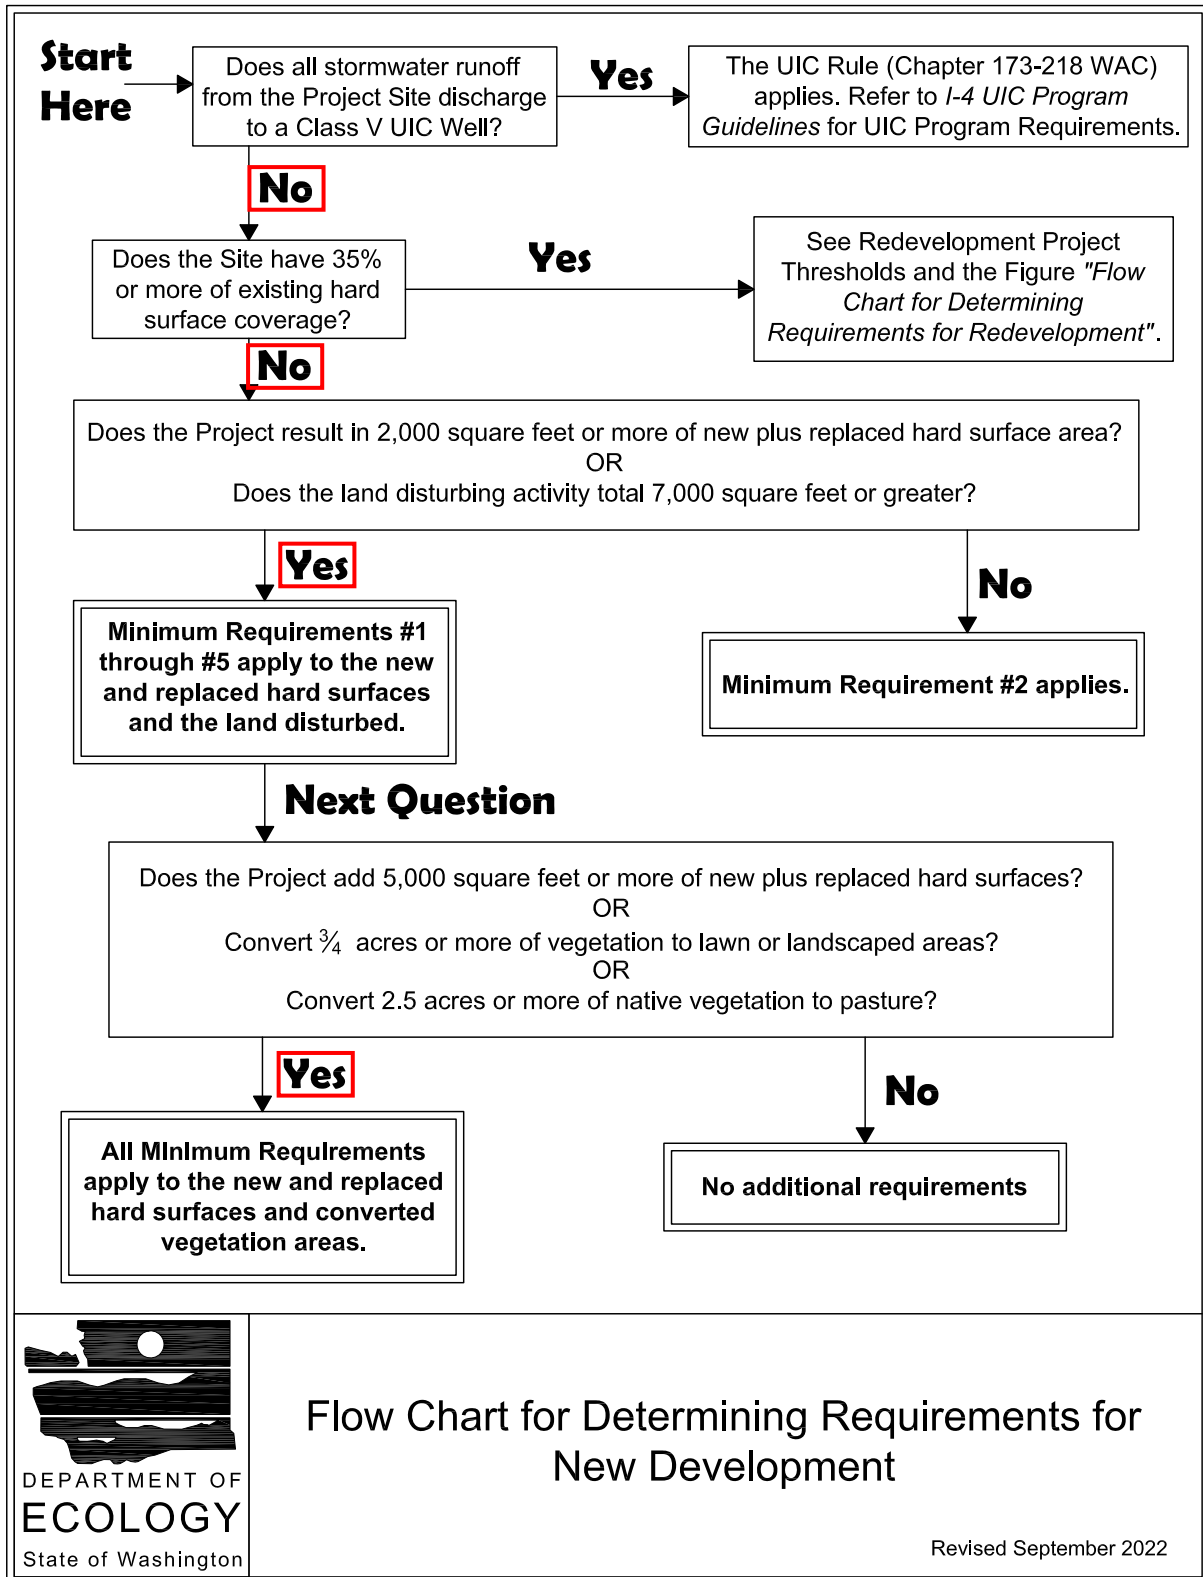 Start
Here
Does all stormwater runoff
from the Project Site discharge
to a Class V UIC Well?
Yes
The UIC Rule (Chapter 173-218 WAC)
applies. Refer to I-4 UIC Program
Guidelines for UIC Program Requirements.
No
Does the Site have 35%
or more of existing hard
surface coverage?
Yes
See Redevelopment Project
Thresholds and the Figure "Flow
Chart for Determining
Requirements for Redevelopment".
No
Does the Project result in 2,000 square feet or more of new plus replaced hard surface area?
OR
Does the land disturbing activity total 7,000 square feet or greater?
Yes
No
Minimum Requirements #1
through #5 apply to the new
and replaced hard surfaces
and the land disturbed.
Minimum Requirement #2 applies.
Next Question
Does the Project add 5,000 square feet or more of new plus replaced hard surfaces?
OR
Convert ¾ acres or more of vegetation to lawn or landscaped areas?
OR
Convert 2.5 acres or more of native vegetation to pasture?
Yes
No
All MInImum RequIrements
apply to the new and replaced
hard surfaces and converted
vegetation areas.
No additional requirements
DEPARTMENT OF
ECOLOGY
State of Washington
Flow Chart for Determining Requirements for
New Development
Revised September 2022